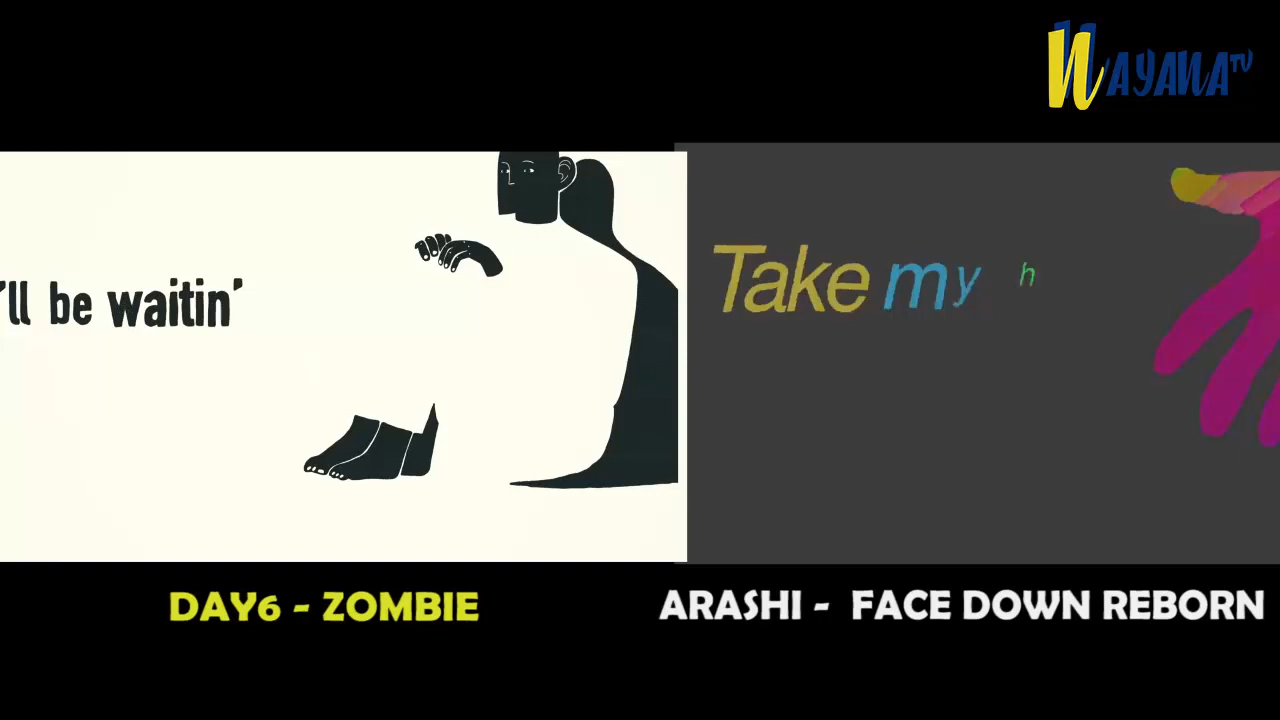 NAYANA TV
'll be waitin'
Take my h
DAY6 - ZOMBIE
ARASHI - FACE DOWN REBORN